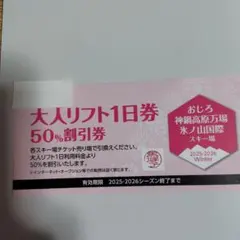 大人リフト1日券
50%割引券
各スキー場チケット売り場で引換えください。
大人リフト1日利用料金より
50%を割引いたします。
おじろ
神鍋高原万場
氷ノ山国際
スキー場
2025-2026
Winter
有効期限 2025-2026シーズン終了まで